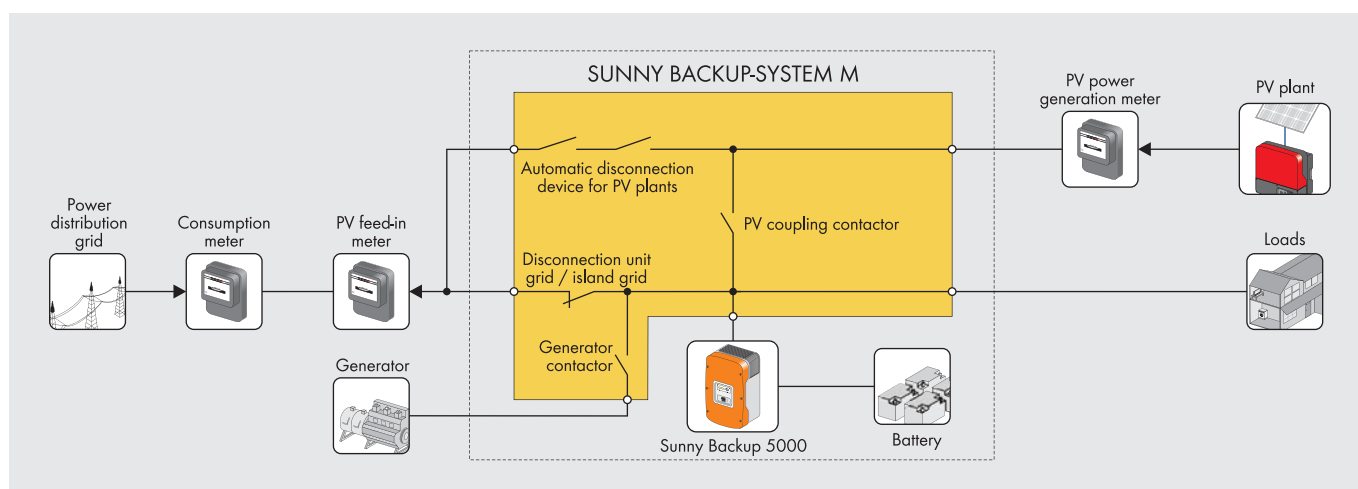 SUNNY BACKUP-SYSTEM M
PV power
generation meter
PV plant
Automatic disconnection
device for PV plants
Power
distribution
grid
Consumption
meter
PV feed-in
meter
PV coupling contactor
Disconnection unit
grid / island grid
Loads
Generator
contactor
Generator
Sunny Backup 5000
Battery